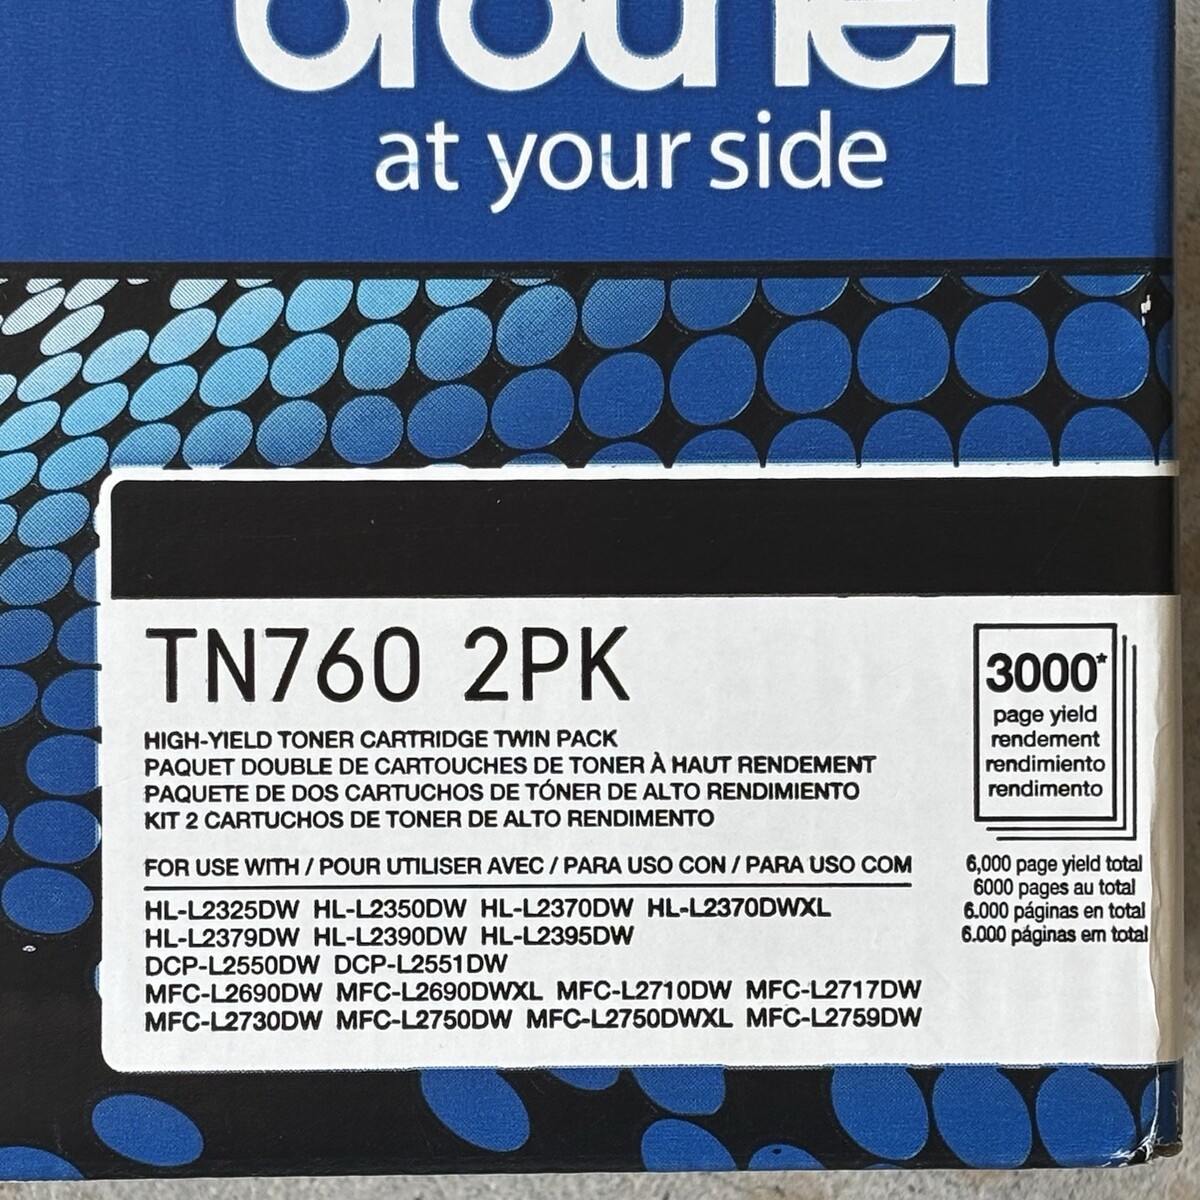 brother
at your side
TN760 2PK
HIGH-YIELD TONER CARTRIDGE TWIN PACK
PAQUET DOUBLE DE CARTOUCHES DE TONER À HAUT RENDEMENT
PAQUETE DE DOS CARTUCHOS DE TÓNER DE ALTO RENDIMIENTO
KIT 2 CARTUCHOS DE TONER DE ALTO RENDIMENTO
FOR USE WITH / POUR UTILISER AVEC / PARA USO CON / PARA USO COM
HL-L2325DW HL-L2350DW HL-L2370DW HL-L2370DWXL
HL-L2379DW HL-L2390DW HL-L2395DW
DCP-L2550DW DCP-L2551DW
MFC-L2690DW MFC-L2690DWXL MFC-L2710DW MFC-L2717DW
MFC-L2730DW MFC-L2750DW MFC-L2750DWXL MFC-L2759DW
3000*
page yield
rendement
rendimiento
rendimento
6,000 page yield total
6000 pages au total
6.000 páginas en total
6.000 páginas em total